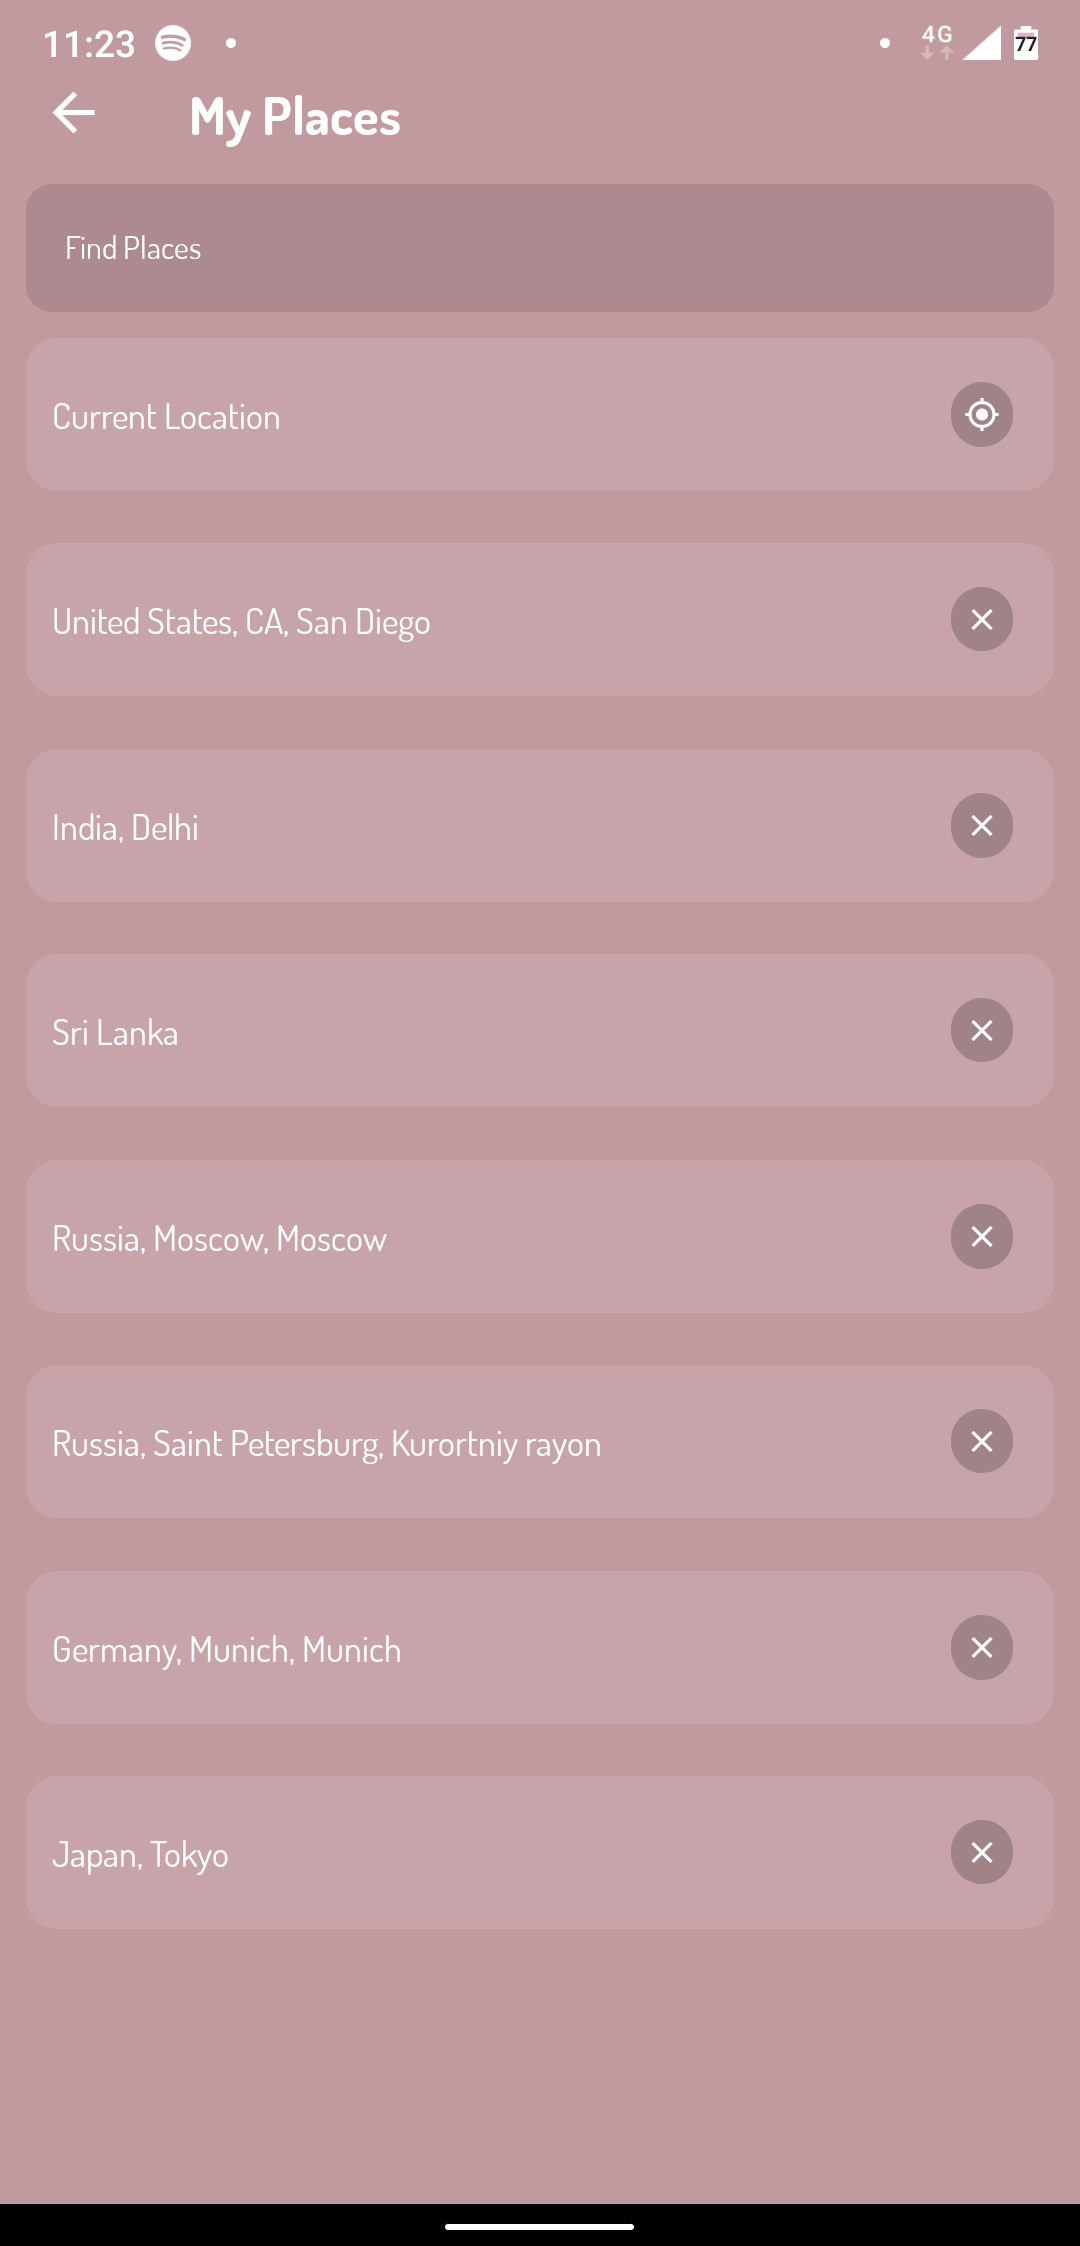 11:23
4G
77
My Places
Find Places
Current Location
United States, CA, San Diego
India, Delhi
Sri Lanka
Russia, Moscow, Moscow
Russia, Saint Petersburg, Kurortniy rayon
Germany, Munich, Munich
Japan, Tokyo